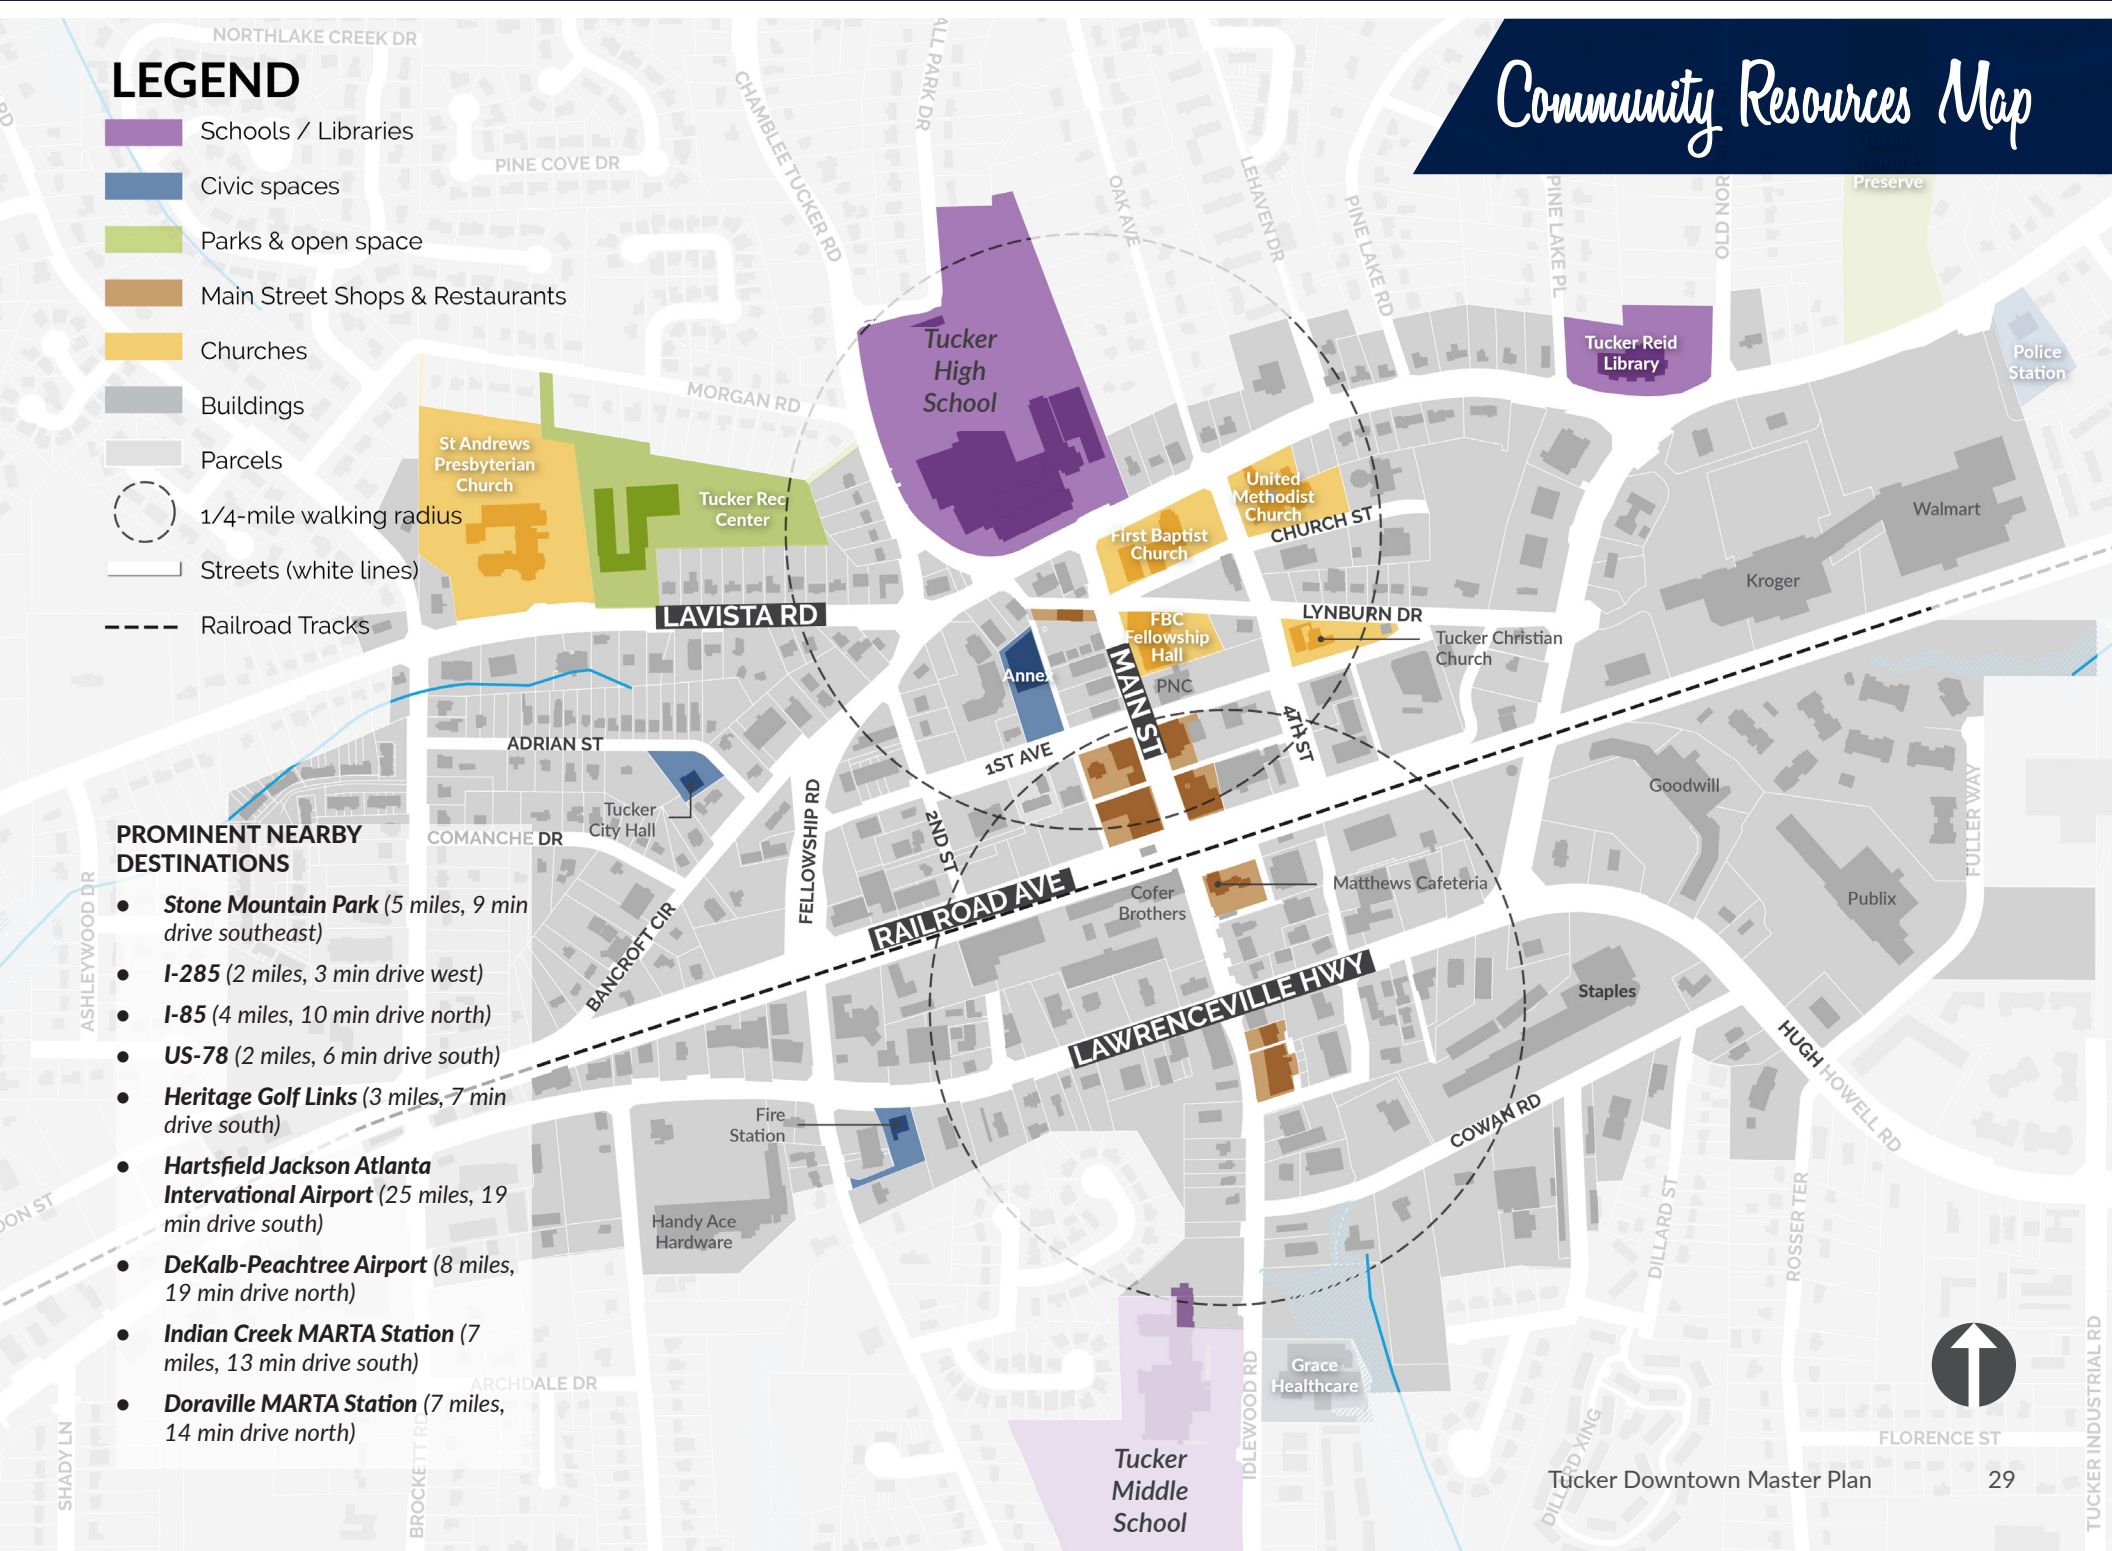 Community Resources Map
LEGEND
Schools / Libraries
Civic spaces
Parks & open space
Main Street Shops & Restaurants
Churches
Buildings
Parcels
1/4-mile walking radius
Streets (white lines)
Railroad Tracks
PROMINENT NEARBY
DESTINATIONS
● Stone Mountain Park (5 miles, 9 min
drive southeast)
● I-285 (2 miles, 3 min drive west)
● I-85 (4 miles, 10 min drive north)
● US-78 (2 miles, 6 min drive south)
● Heritage Golf Links (3 miles, 7 min
drive south)
● Hartsfield Jackson Atlanta
Intervational Airport (25 miles, 19
min drive south)
● DeKalb-Peachtree Airport (8 miles,
19 min drive north)
● Indian Creek MARTA Station (7
miles, 13 min drive south)
● Doraville MARTA Station (7 miles,
14 min drive north)
NORTHLAKE CREEK DR
PINE COVE DR
CHAMBLEE TUCKER RD
ALL PARK DR
OAK AVE
LEHAVEN DR
PINE LAKE RD
PINE LAKE PL
OLD NOR
RD
Tucker
Nature
Preserve
Police
Station
Tucker Reid
Library
Tucker
High
School
MORGAN RD
St Andrews
Presbyterian
Church
Tucker Rec
Center
United
Methodist
Church
CHURCH ST
First Baptist
Church
Walmart
Kroger
LAVISTA RD
LYNBURN DR
FBC
Fellowship
Hall
Tucker Christian
Church
Annex
MAIN ST
PNC
4TH ST
1ST AVE
ADRIAN ST
Tucker
City Hall
COMANCHE DR
FELLOWSHIP RD
2ND ST
Goodwill
FULLER WAY
Publix
RAILROAD AVE
Cofer
Brothers
Matthews Cafeteria
BANCROFT CIR
ASHLEYWOOD DR
LAWRENCEVILLE HWY
Staples
HUGH HOWELL RD
COWAN RD
Fire
Station
Handy Ace
Hardware
DON ST
DILLARD ST
ROSSER TER
ARCHDALE DR
BROCKETT RD
SHADY LN
IDLEWOOD RD
Grace
Healthcare
Tucker
Middle
School
DILLARD XING
FLORENCE ST
TUCKER INDUSTRIAL RD
Tucker Downtown Master Plan 29